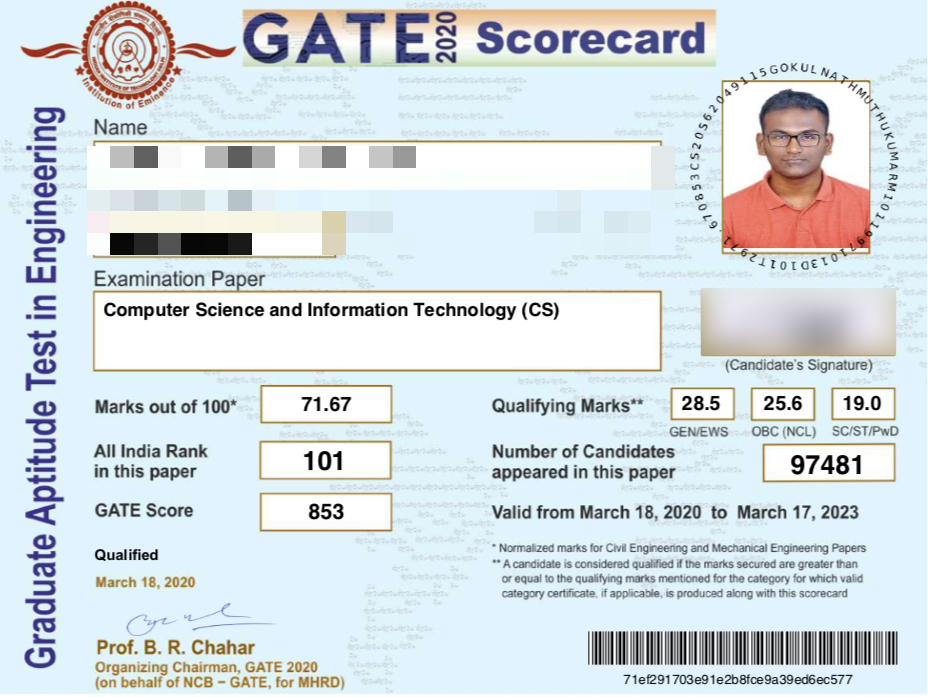 GATE 2020 Scorecard
Institution of Eminence
Graduate Aptitude Test in Engineering
Name
Examination Paper
Computer Science and Information Technology (CS)
(Candidate's Signature)
Marks out of 100* 71.67
Qualifying Marks** 28.5 25.6 19.0
GEN/EWS OBC (NCL) SC/ST/PwD
All India Rank
in this paper 101
Number of Candidates
appeared in this paper 97481
GATE Score 853
Valid from March 18, 2020 to March 17, 2023
Qualified
March 18, 2020
* Normalized marks for Civil Engineering and Mechanical Engineering Papers
** A candidate is considered qualified if the marks secured are greater than
or equal to the qualifying marks mentioned for the category for which valid
category certificate, if applicable, is produced along with this scorecard
Prof. B. R. Chahar
Organizing Chairman, GATE 2020
(on behalf of NCB – GATE, for MHRD)
71ef291703e91e2b8fce9a39ed6ec577